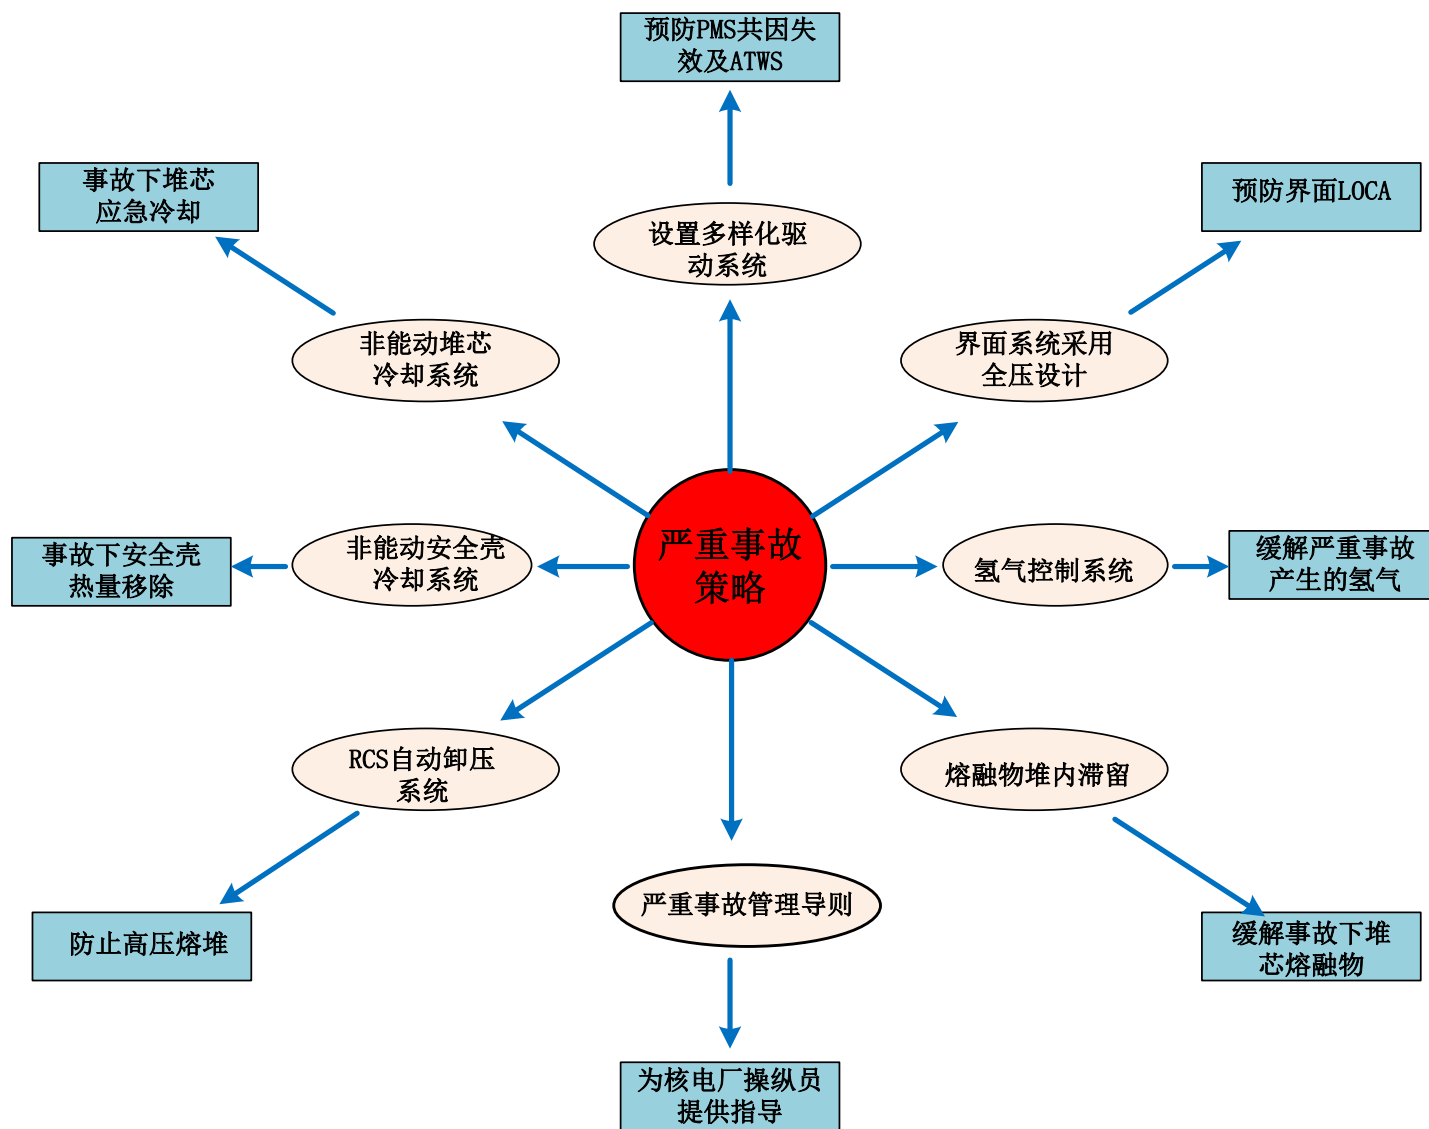 预防PMS共因失
效及ATWS
事故下堆芯
应急冷却
预防界面LOCA
设置多样化驱
动系统
非能动堆芯
冷却系统
界面系统采用
全压设计
严重事故
策略
非能动安全壳
冷却系统
事故下安全壳
热量移除
氢气控制系统
缓解严重事故
产生的氢气
RCS自动卸压
系统
熔融物堆内滞留
严重事故管理导则
防止高压熔堆
缓解事故下堆
芯熔融物
为核电厂操纵员
提供指导